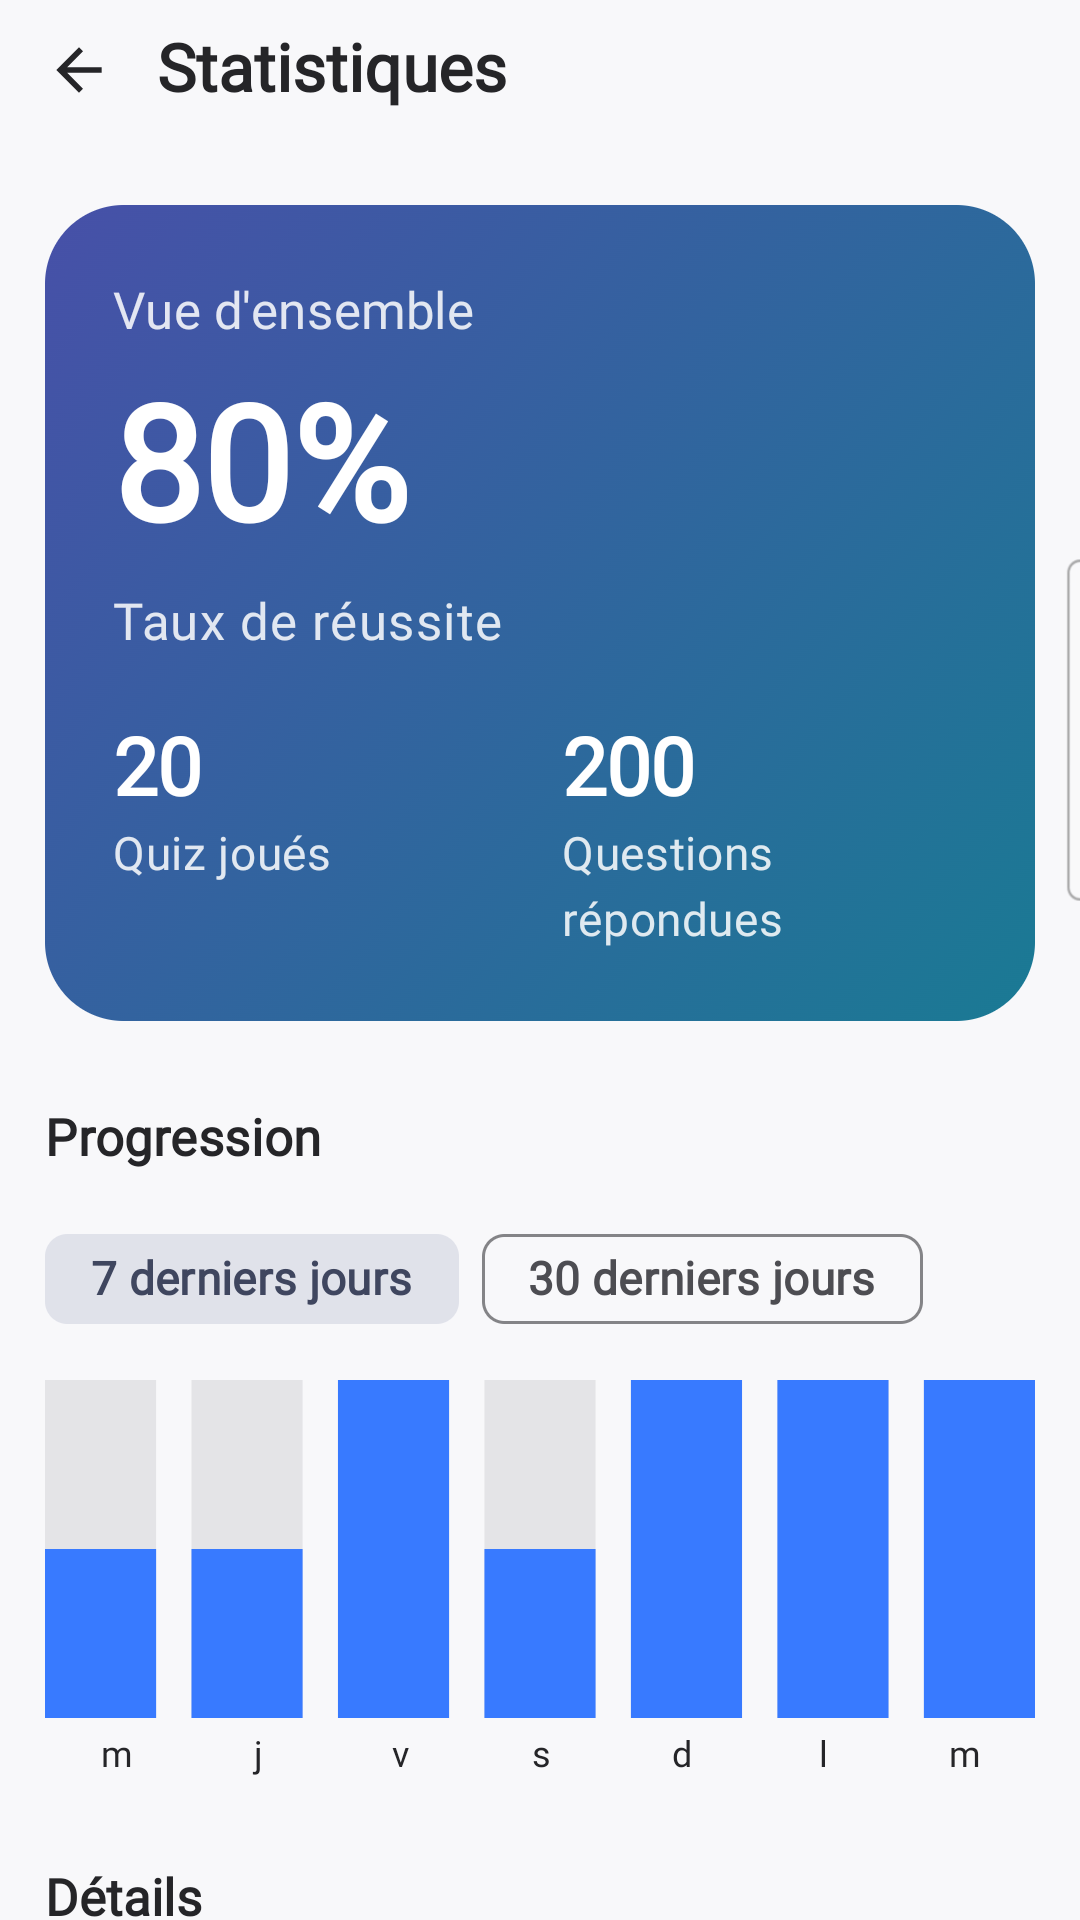 Statistiques
Vue d'ensemble
80%
Taux de réussite
20
Quiz joués
200
Questions
répondues
Progression
7 derniers jours
30 derniers jours
m j v s d l m
Détails